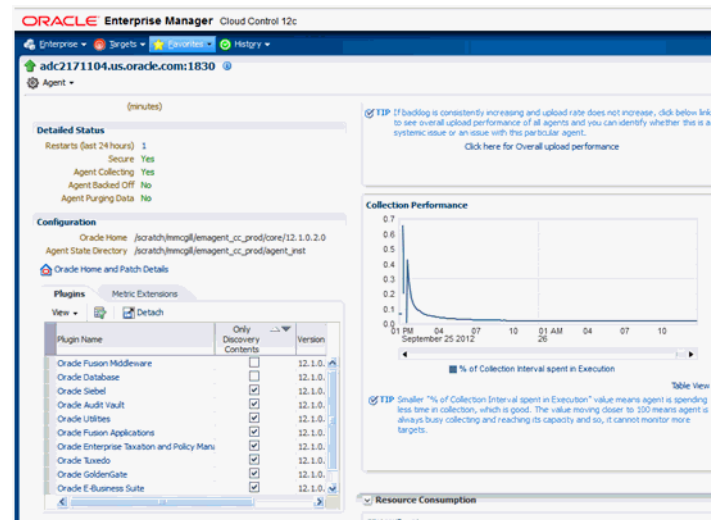 ORACLE Enterprise Manager Cloud Control 12c
Enterprise Targets Favorites History
adc2171104.us.oracle.com:1830
Agent
(minutes)
Detailed Status
Restarts (last 24 hours) 1
Secure Yes
Agent Collecting Yes
Agent Backed Off No
Agent Purging Data No
Configuration
Oracle Home /scratch/mmcgill/emagent_cc_prod/core/12.1.0.2.0
Agent State Directory /scratch/mmcgill/emagent_cc_prod/agent_inst
Oracle Home and Patch Details
Plugins Metric Extensions
View Detach
Plugin Name Only Discovery Contents Version
Oracle Fusion Middleware 12.1.0.
Oracle Database 12.1.0.
Oracle Siebel 12.1.0.
Oracle Audit Vault 12.1.0.
Oracle Utilities 12.1.0.
Oracle Fusion Applications 12.1.0.
Oracle Enterprise Taxation and Policy Mana 12.1.0.
Oracle Tuxedo 12.1.0.
Oracle GoldenGate 12.1.0.
Oracle E-Business Suite 12.1.0.
TIP If backlog is consistently increasing and upload rate does not increase, click below link
to see overall upload performance of all agents and you can identify whether this is a
systemic issue or an issue with this particular agent.
Click here for Overall upload performance
Collection Performance
0.7
0.6
0.5
0.4
0.3
0.2
0.1
0.0
01 PM 04 07 10 01 AM 04 07 10
September 25 2012 26
% of Collection Interval spent in Execution
Table View
TIP Smaller "% of Collection Interval spent in Execution" value means agent is spending
less time in collection, which is good. The value moving closer to 100 means agent is
always busy collecting and reaching its capacity and so, it cannot monitor more
targets.
Resource Consumption